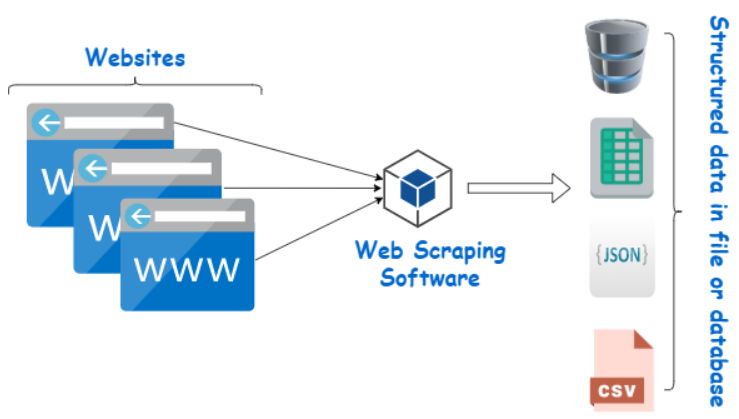 Websites
W
W
WWW
Web Scraping
Software
{JSON}
CSV
Structured data in file or database